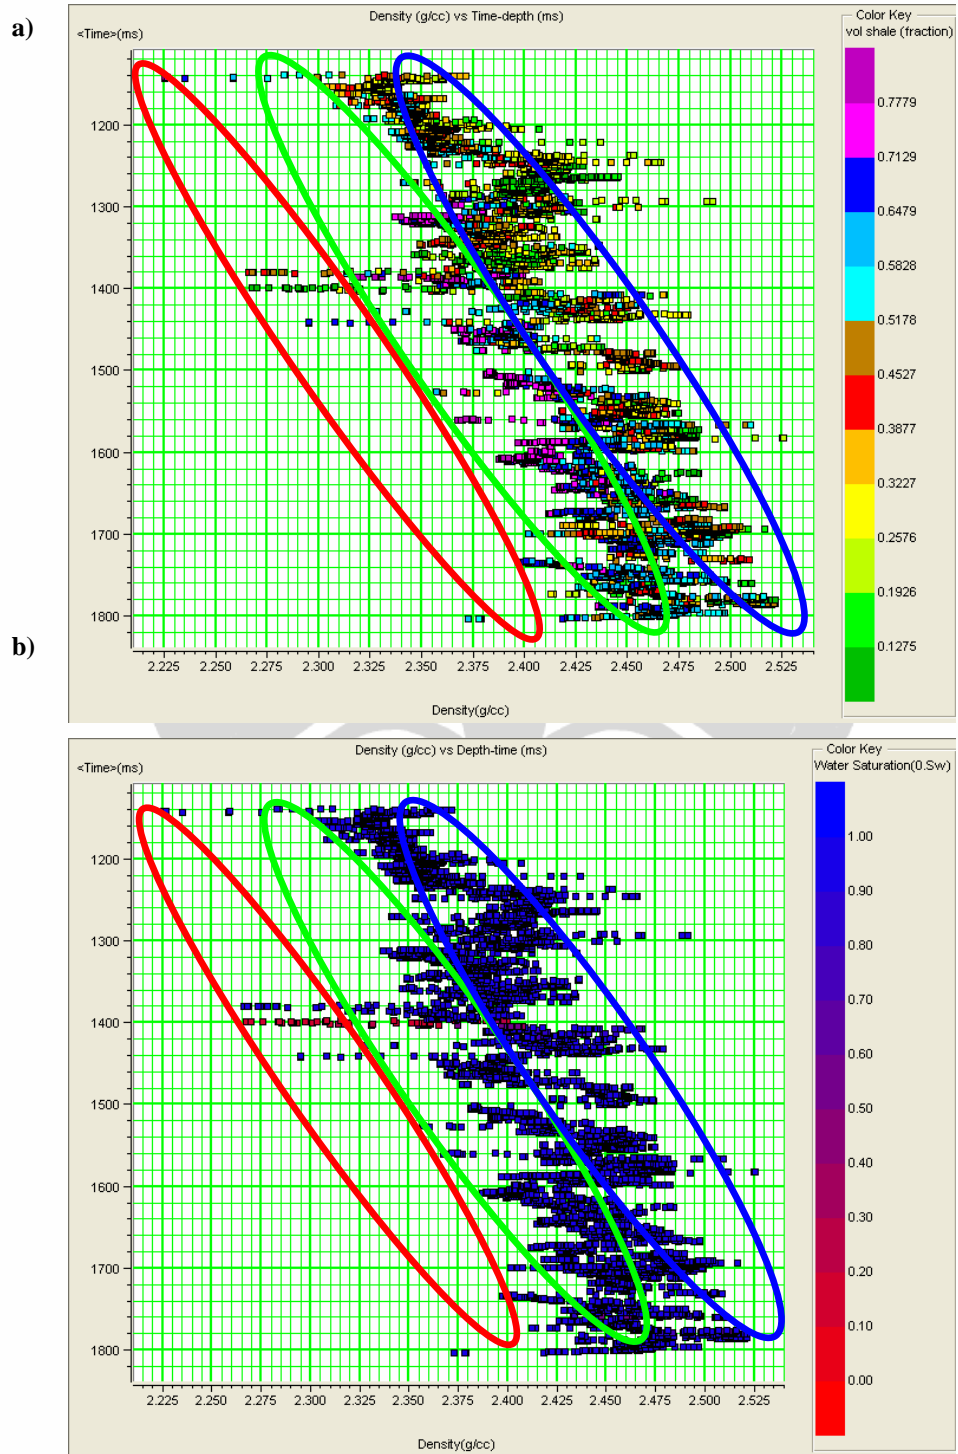 a)
Density (g/cc) vs Time-depth (ms)
<Time>(ms)
1200
1300
1400
1500
1600
1700
1800
2.225 2.250 2.275 2.300 2.325 2.350 2.375 2.400 2.425 2.450 2.475 2.500 2.525
Density(g/cc)
Color Key
vol shale (fraction)
0.7779
0.7129
0.6479
0.5828
0.5178
0.4527
0.3877
0.3227
0.2576
0.1926
0.1275
b)
Density (g/cc) vs Depth-time (ms)
<Time>(ms)
1200
1300
1400
1500
1600
1700
1800
2.225 2.250 2.275 2.300 2.325 2.350 2.375 2.400 2.425 2.450 2.475 2.500 2.525
Density(g/cc)
Color Key
Water Saturation(0.Sw)
1.00
0.90
0.80
0.70
0.60
0.50
0.40
0.30
0.20
0.10
0.00